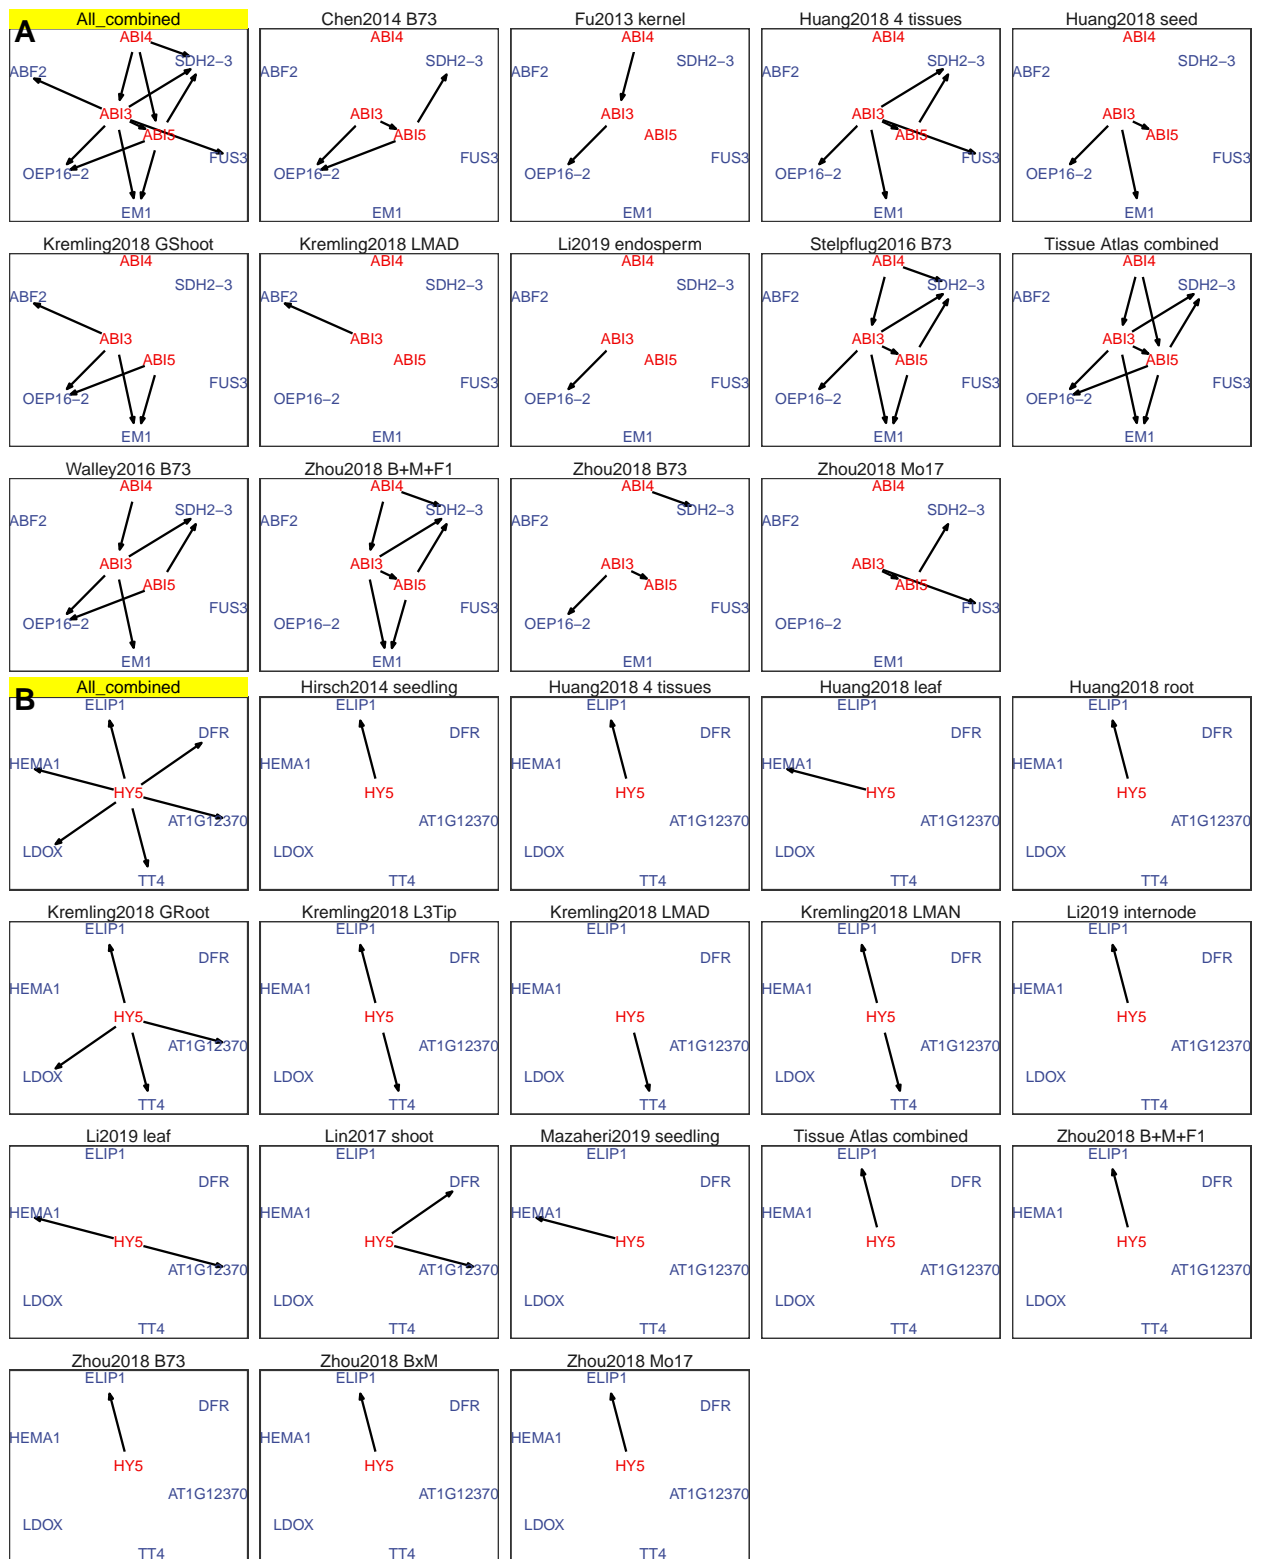 A
All_combined
ABI4
SDH2−3
ABF2
ABI3
ABI5
FUS3
OEP16−2
EM1
Chen2014 B73
ABI4
SDH2−3
ABF2
ABI3
ABI5
FUS3
OEP16−2
EM1
Fu2013 kernel
ABI4
SDH2−3
ABF2
ABI3
ABI5
FUS3
OEP16−2
EM1
Huang2018 4 tissues
ABI4
SDH2−3
ABF2
ABI3
ABI5
FUS3
OEP16−2
EM1
Huang2018 seed
ABI4
SDH2−3
ABF2
ABI3
ABI5
FUS3
OEP16−2
EM1
Kremling2018 GShoot
ABI4
SDH2−3
ABF2
ABI3
ABI5
FUS3
OEP16−2
EM1
Kremling2018 LMAD
ABI4
SDH2−3
ABF2
ABI3
ABI5
FUS3
OEP16−2
EM1
Li2019 endosperm
ABI4
SDH2−3
ABF2
ABI3
ABI5
FUS3
OEP16−2
EM1
Stelpflug2016 B73
ABI4
SDH2−3
ABF2
ABI3
ABI5
FUS3
OEP16−2
EM1
Tissue Atlas combined
ABI4
SDH2−3
ABF2
ABI3
ABI5
FUS3
OEP16−2
EM1
Walley2016 B73
ABI4
SDH2−3
ABF2
ABI3
ABI5
FUS3
OEP16−2
EM1
Zhou2018 B+M+F1
ABI4
SDH2−3
ABF2
ABI3
ABI5
FUS3
OEP16−2
EM1
Zhou2018 B73
ABI4
SDH2−3
ABF2
ABI3
ABI5
FUS3
OEP16−2
EM1
Zhou2018 Mo17
ABI4
SDH2−3
ABF2
ABI3
ABI5
FUS3
OEP16−2
EM1
B
All_combined
ELIP1
DFR
HEMA1
HY5
AT1G12370
LDOX
TT4
Hirsch2014 seedling
ELIP1
DFR
HEMA1
HY5
AT1G12370
LDOX
TT4
Huang2018 4 tissues
ELIP1
DFR
HEMA1
HY5
AT1G12370
LDOX
TT4
Huang2018 leaf
ELIP1
DFR
HEMA1
HY5
AT1G12370
LDOX
TT4
Huang2018 root
ELIP1
DFR
HEMA1
HY5
AT1G12370
LDOX
TT4
Kremling2018 GRoot
ELIP1
DFR
HEMA1
HY5
AT1G12370
LDOX
TT4
Kremling2018 L3Tip
ELIP1
DFR
HEMA1
HY5
AT1G12370
LDOX
TT4
Kremling2018 LMAD
ELIP1
DFR
HEMA1
HY5
AT1G12370
LDOX
TT4
Kremling2018 LMAN
ELIP1
DFR
HEMA1
HY5
AT1G12370
LDOX
TT4
Li2019 internode
ELIP1
DFR
HEMA1
HY5
AT1G12370
LDOX
TT4
Li2019 leaf
ELIP1
DFR
HEMA1
HY5
AT1G12370
LDOX
TT4
Lin2017 shoot
ELIP1
DFR
HEMA1
HY5
AT1G12370
LDOX
TT4
Mazaheri2019 seedling
ELIP1
DFR
HEMA1
HY5
AT1G12370
LDOX
TT4
Tissue Atlas combined
ELIP1
DFR
HEMA1
HY5
AT1G12370
LDOX
TT4
Zhou2018 B+M+F1
ELIP1
DFR
HEMA1
HY5
AT1G12370
LDOX
TT4
Zhou2018 B73
ELIP1
DFR
HEMA1
HY5
AT1G12370
LDOX
TT4
Zhou2018 BxM
ELIP1
DFR
HEMA1
HY5
AT1G12370
LDOX
TT4
Zhou2018 Mo17
ELIP1
DFR
HEMA1
HY5
AT1G12370
LDOX
TT4